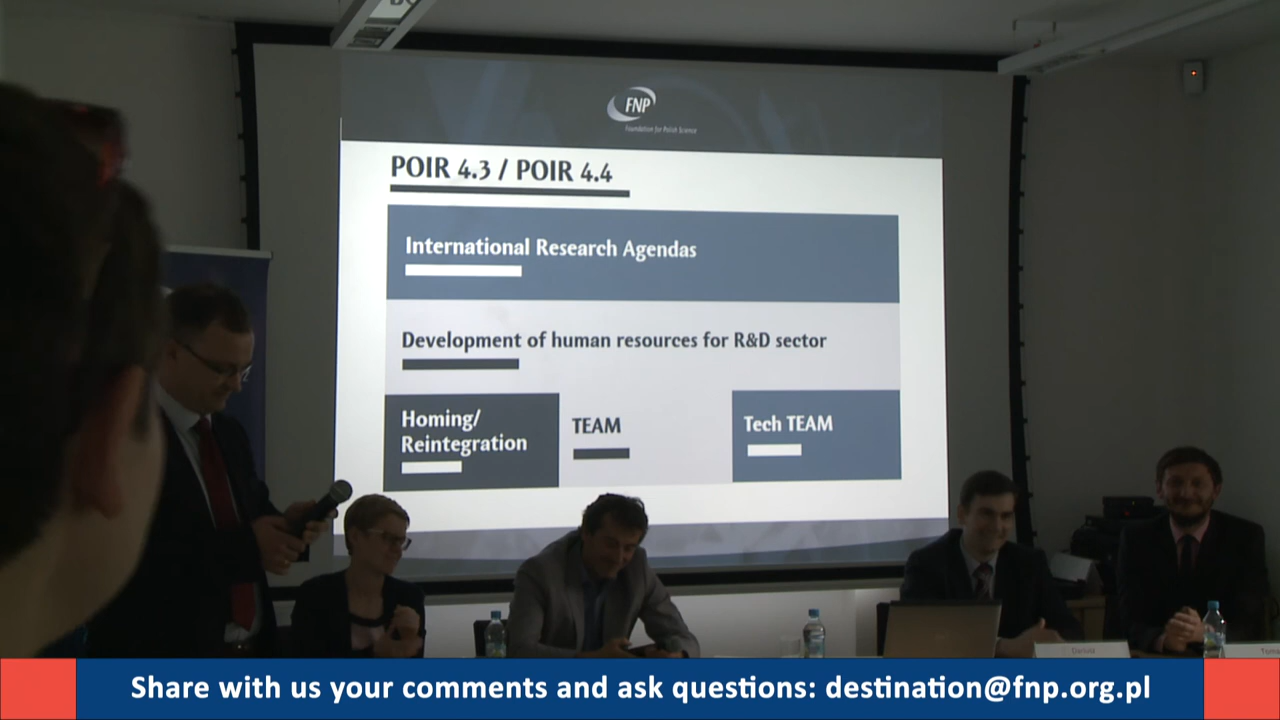 FNP
Foundation for Polish Science
POIR 4.3 / POIR 4.4
International Research Agendas
Development of human resources for R&D sector
Homing/
Reintegration
TEAM
Tech TEAM
Share with us your comments and ask questions: destination@fnp.org.pl